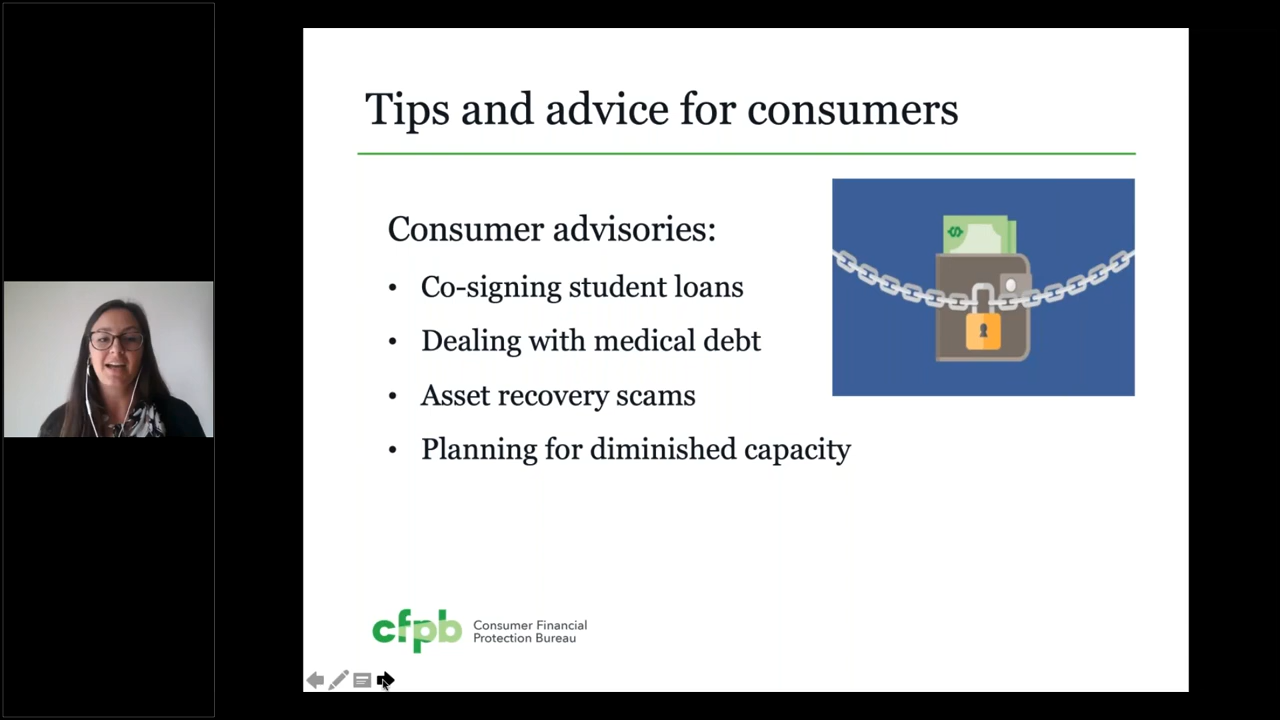 Tips and advice for consumers
Consumer advisories:
• Co-signing student loans
• Dealing with medical debt
• Asset recovery scams
• Planning for diminished capacity
$
cfpb
Consumer Financial
Protection Bureau